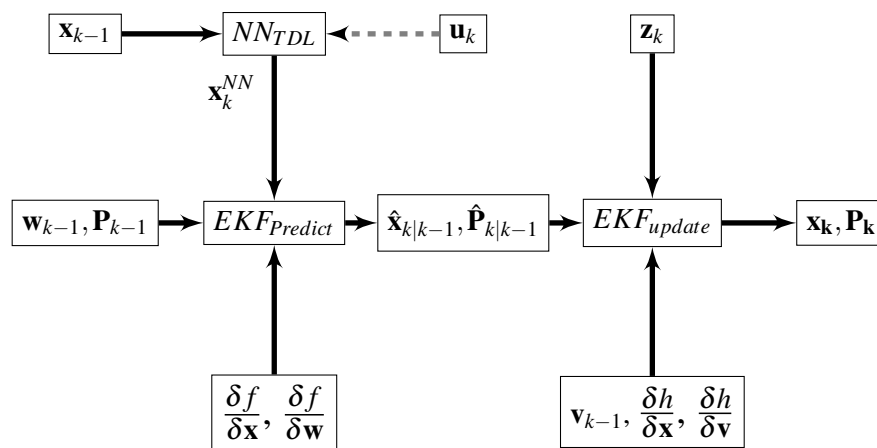 x_{k−1} NN_{TDL} u_k z_k
x_k^{NN}
w_{k−1}, P_{k−1} EKF_{Predict} x̂_{k|k−1}, P̂_{k|k−1} EKF_{update} x_k, P_k
δf/δx, δf/δw v_{k−1}, δh/δx, δh/δv